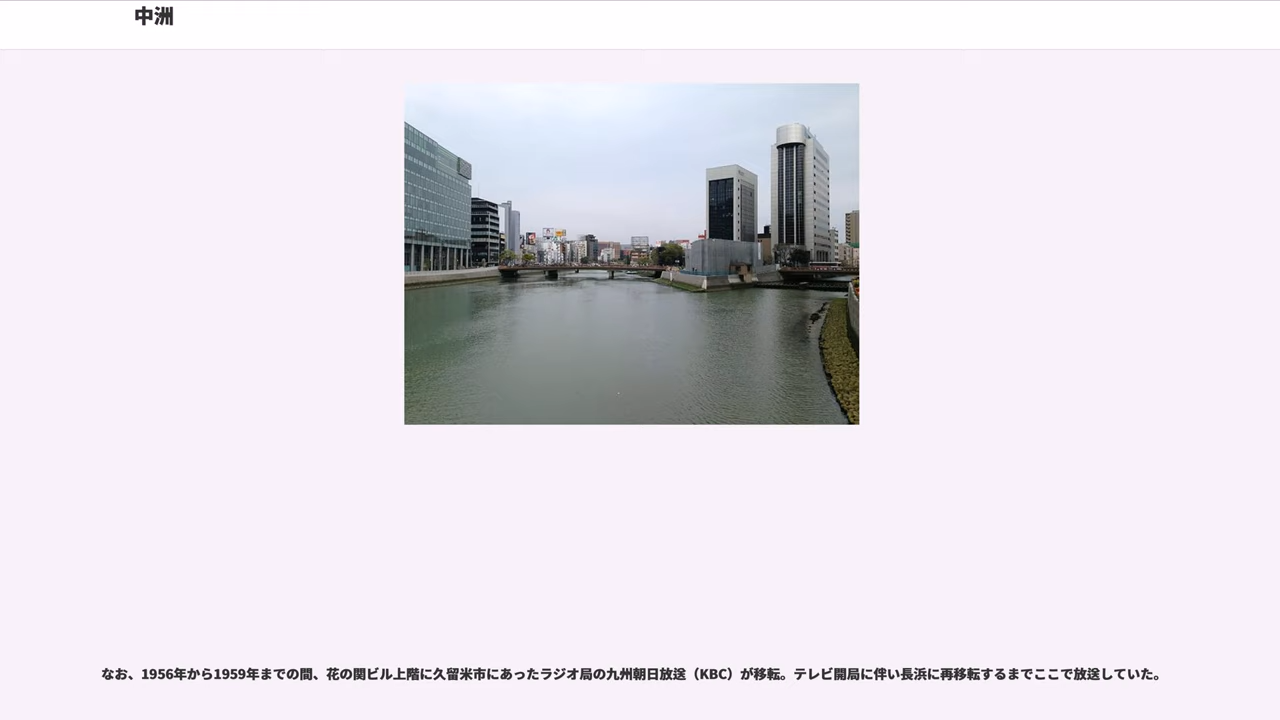 中洲
なお、1956年から1959年までの間、花の関ビル上階に久留米市にあったラジオ局の九州朝日放送（KBC）が移転。テレビ開局に伴い長浜に再移転するまでここで放送していた。